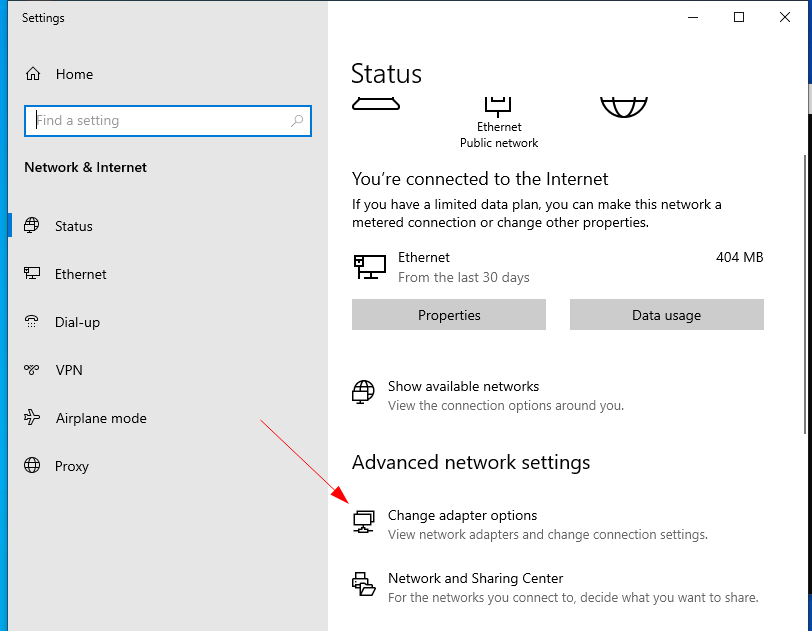 Settings
Home
Find a setting
Network & Internet
Status
Ethernet
Dial-up
VPN
Airplane mode
Proxy
Status
Ethernet
Public network
You’re connected to the Internet
If you have a limited data plan, you can make this network a
metered connection or change other properties.
Ethernet 404 MB
From the last 30 days
Properties Data usage
Show available networks
View the connection options around you.
Advanced network settings
Change adapter options
View network adapters and change connection settings.
Network and Sharing Center
For the networks you connect to, decide what you want to share.